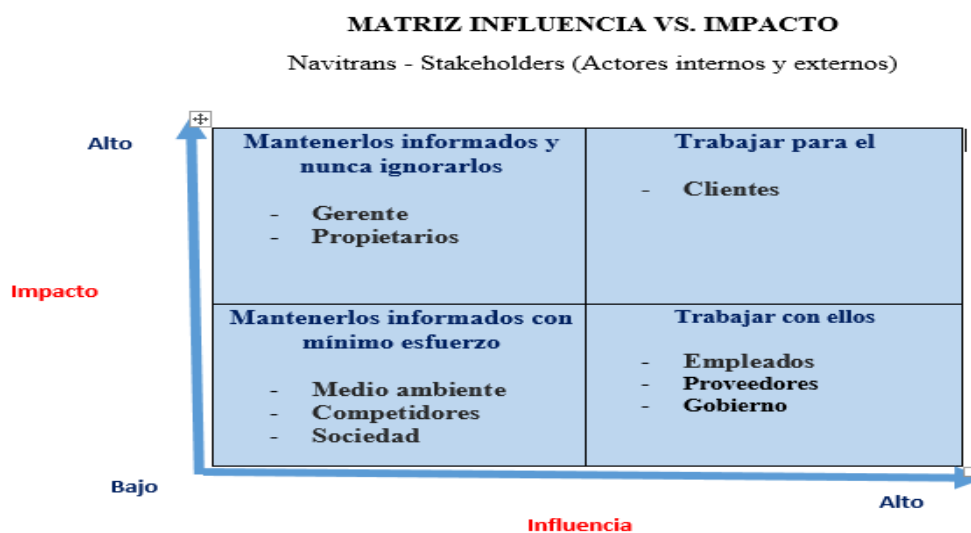 MATRIZ INFLUENCIA VS. IMPACTO
Navitrans - Stakeholders (Actores internos y externos)
Alto
Mantenerlos informados y
nunca ignorarlos
- Gerente
- Propietarios
Trabajar para el
- Clientes
Impacto
Mantenerlos informados con
mínimo esfuerzo
- Medio ambiente
- Competidores
- Sociedad
Trabajar con ellos
- Empleados
- Proveedores
- Gobierno
Bajo
Alto
Influencia